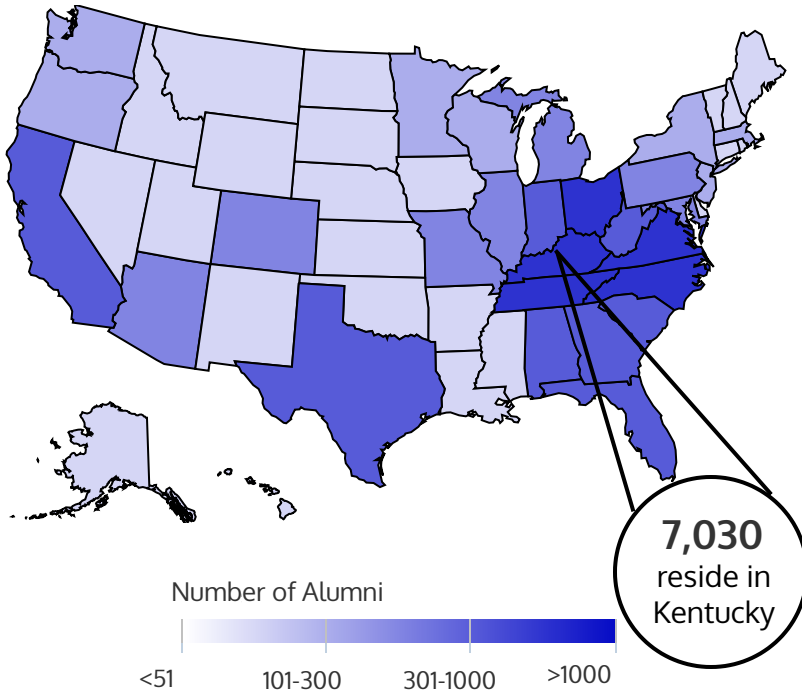 7,030
reside in
Kentucky
Number of Alumni
<51
101-300
301-1000
>1000